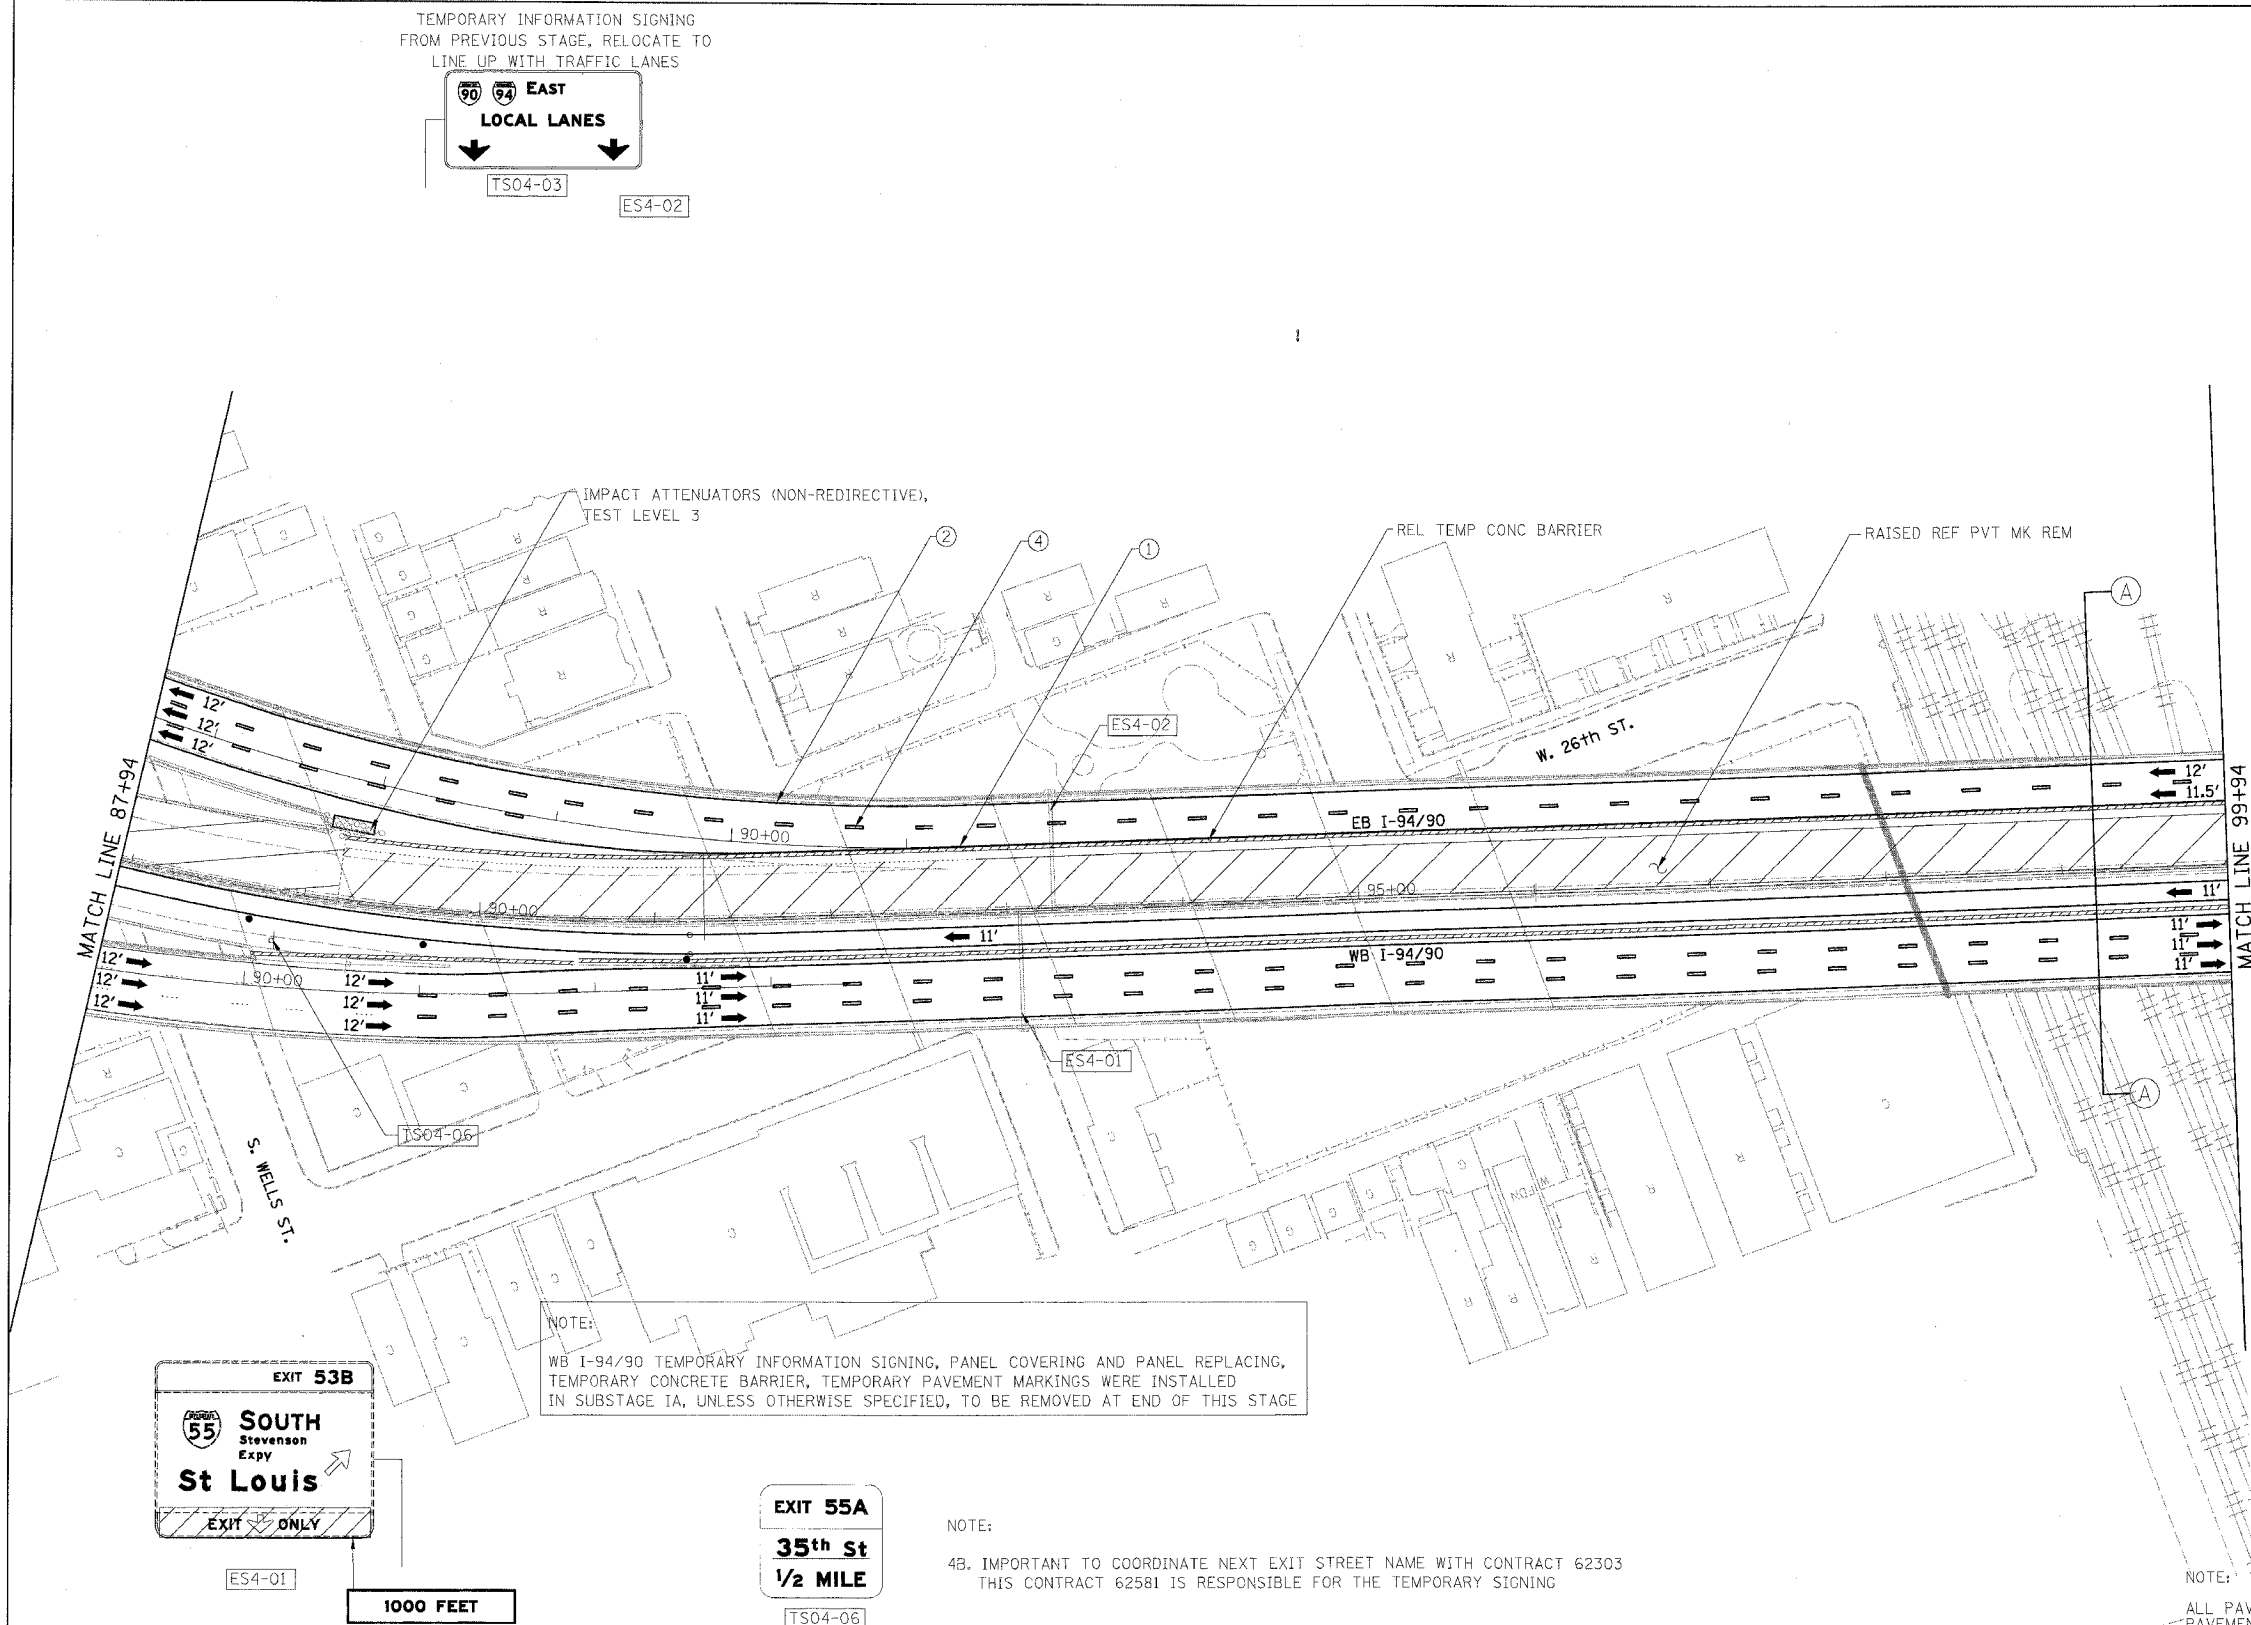 TEMPORARY INFORMATION SIGNING
FROM PREVIOUS STAGE, RELOCATE TO
LINE UP WITH TRAFFIC LANES
90 94 EAST
LOCAL LANES
TS04-03
ES4-02
IMPACT ATTENUATORS (NON-REDIRECTIVE),
TEST LEVEL 3
2
4
1
REL TEMP CONC BARRIER
RAISED REF PVT MK REM
A
ES4-02
W. 26th ST.
MATCH LINE 87+94
12'
12'
12'
90+00
EB I-94/90
12'
11.5'
MATCH LINE 99+94
90+00
95+00
11'
11'
12'
12'
12'
90+00
12'
12'
12'
11'
11'
11'
WB I-94/90
11'
11'
11'
ES4-01
A
TS04-06
S. WELLS ST.
NOTE:
WB I-94/90 TEMPORARY INFORMATION SIGNING, PANEL COVERING AND PANEL REPLACING,
TEMPORARY CONCRETE BARRIER, TEMPORARY PAVEMENT MARKINGS WERE INSTALLED
IN SUBSTAGE IA, UNLESS OTHERWISE SPECIFIED, TO BE REMOVED AT END OF THIS STAGE
EXIT 53B
55 SOUTH
Stevenson
Expy
St Louis
EXIT ONLY
ES4-01
1000 FEET
EXIT 55A
35th St
1/2 MILE
TS04-06
NOTE:
4B. IMPORTANT TO COORDINATE NEXT EXIT STREET NAME WITH CONTRACT 62303
THIS CONTRACT 62581 IS RESPONSIBLE FOR THE TEMPORARY SIGNING
NOTE:
ALL PAV